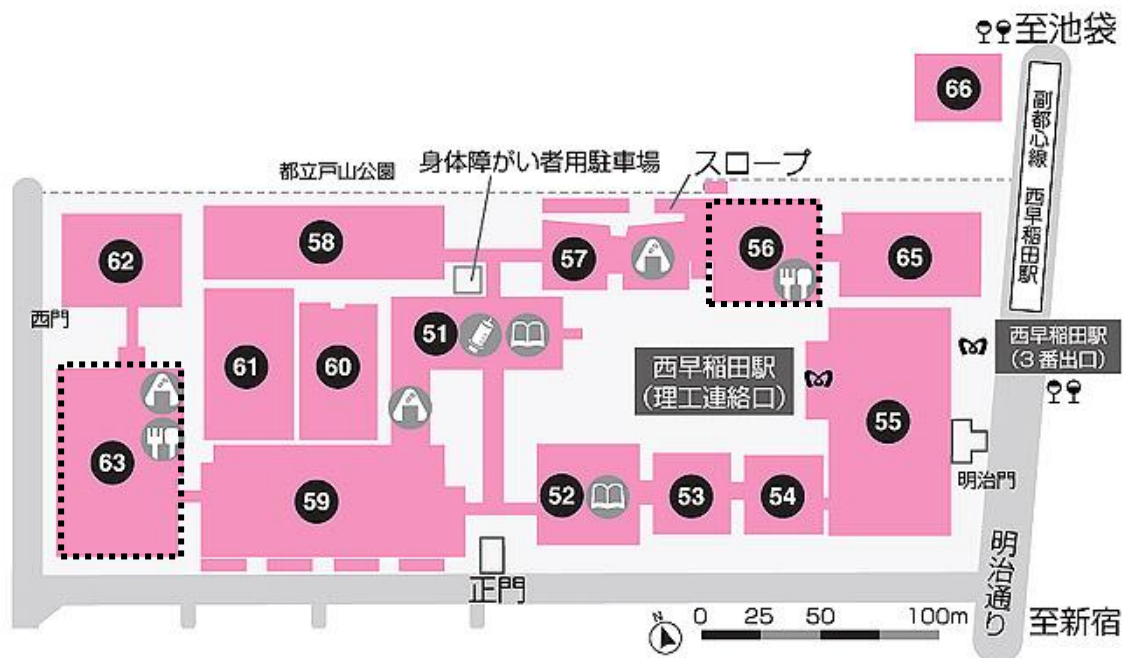 至池袋
66
副都心線 西早稲田駅
都立戸山公園
身体障がい者用駐車場
スロープ
62
58
57
56
65
西門
51
西早稲田駅
(3番出口)
61
60
西早稲田駅
(理工連絡口)
55
63
59
52
53
54
明治門
正門
明治通り
N
0 25 50 100m
至新宿